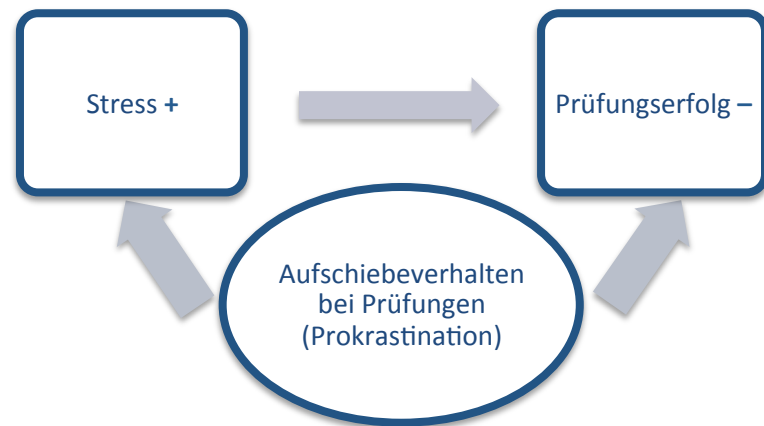 Stress +
Prüfungserfolg –
Aufschiebeverhalten
bei Prüfungen
(Prokrastination)